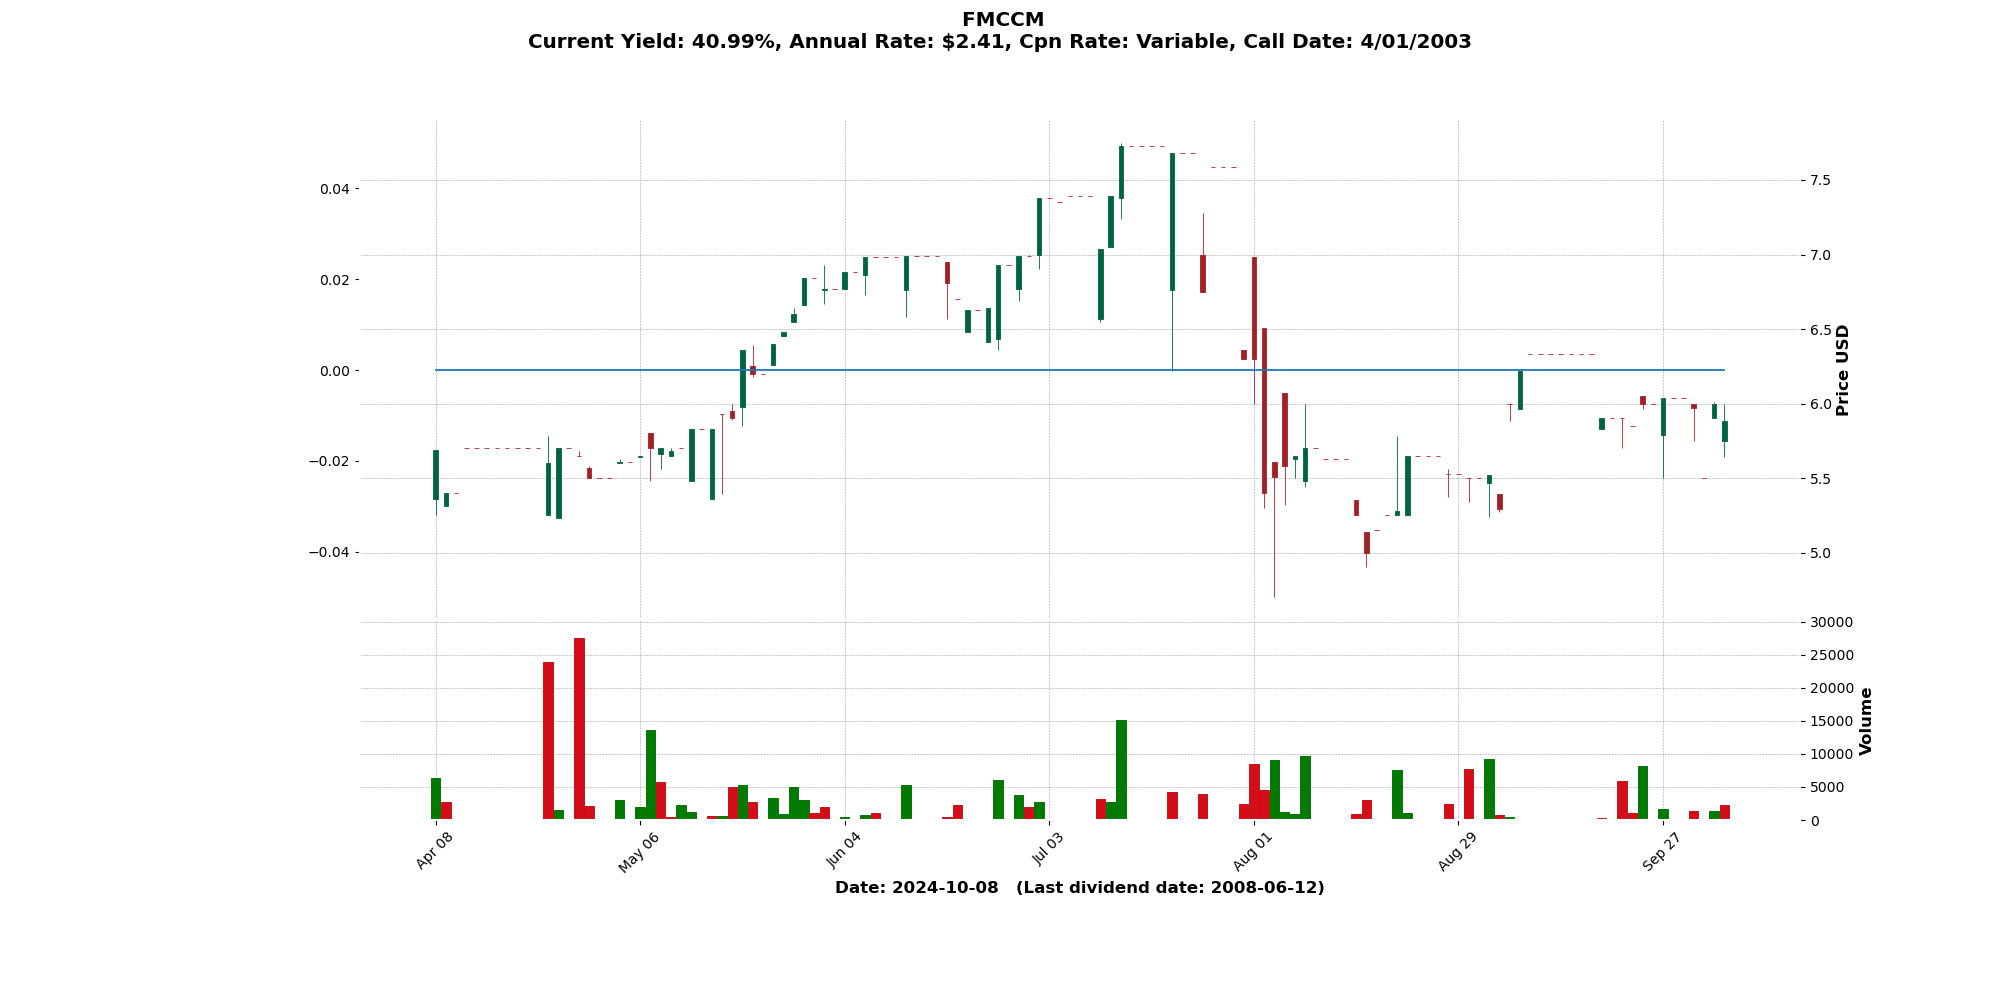 FMCCM
Current Yield: 40.99%, Annual Rate: $2.41, Cpn Rate: Variable, Call Date: 4/01/2003
0.04
0.02
0.00
−0.02
−0.04
7.5
7.0
6.5
6.0
5.5
5.0
Price USD
30000
25000
20000
15000
10000
5000
0
Volume
Apr 08
May 06
Jun 04
Jul 03
Aug 01
Aug 29
Sep 27
Date: 2024-10-08 (Last dividend date: 2008-06-12)